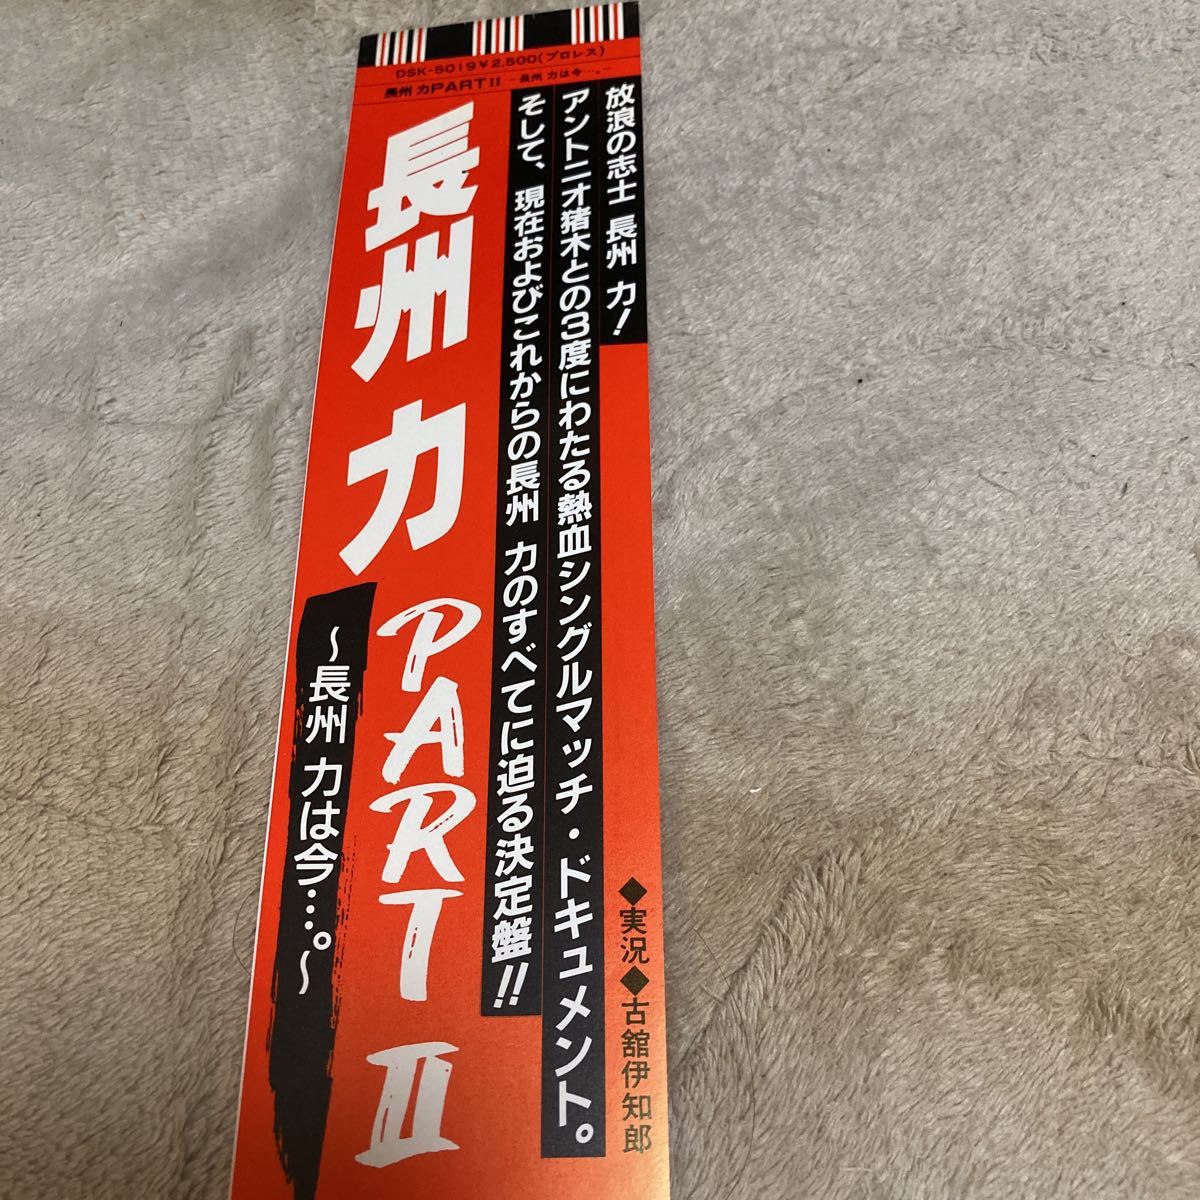 DSK-5019¥2,500(プロレス)
長州 力PARTⅡ −長州 力は今…。−
放浪の志士 長州 力!
アントニオ猪木との3度にわたる熱血シングルマッチ・ドキュメント。
そして、現在およびこれからの長州 力のすべてに迫る決定盤!!
長州 力 PART Ⅱ
〜長州 力は今…。〜
◆実況◆古舘伊知郎